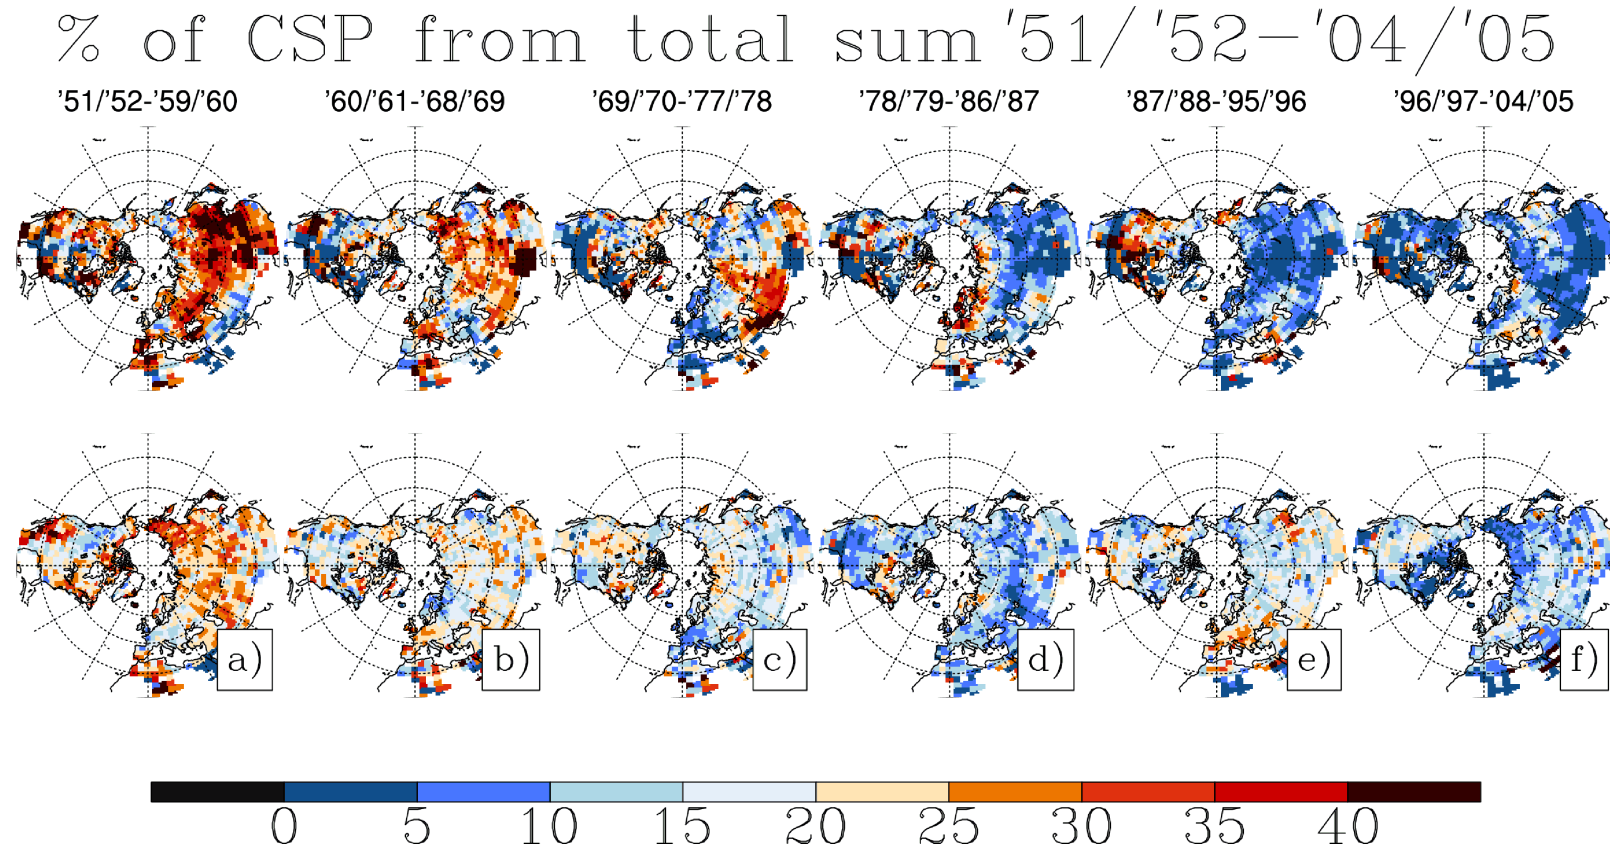 % of CSP from total sum '51/'52-'04/'05
'51/'52-'59/'60 '60/'61-'68/'69 '69/'70-'77/'78 '78/'79-'86/'87 '87/'88-'95/'96 '96/'97-'04/'05
a) b) c) d) e) f)
0 5 10 15 20 25 30 35 40